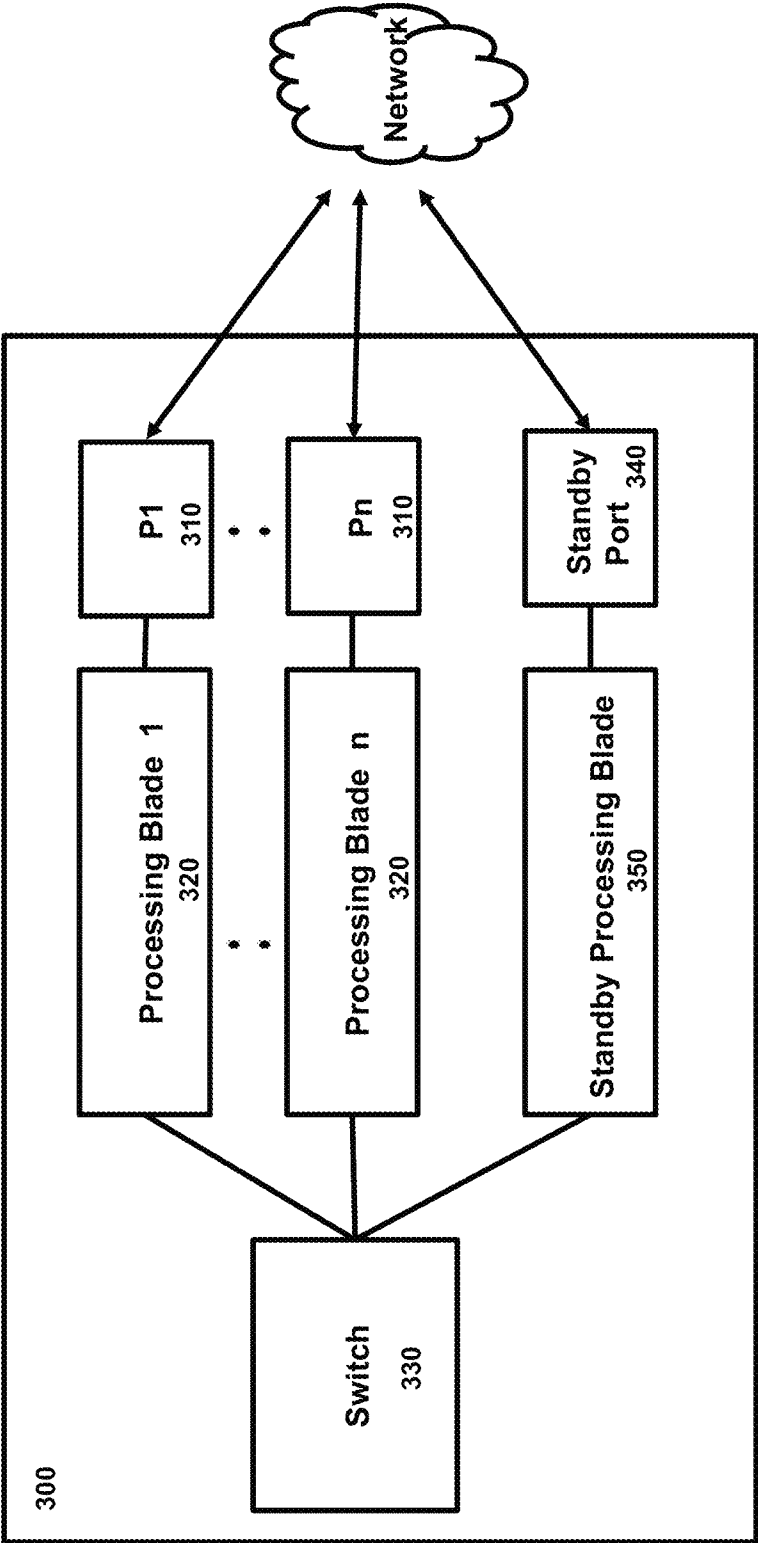 300
Switch
330
Processing Blade 1
320
. .
Processing Blade n
320
Standby Processing Blade
350
P1
310
. .
Pn
310
Standby
Port
340
Network